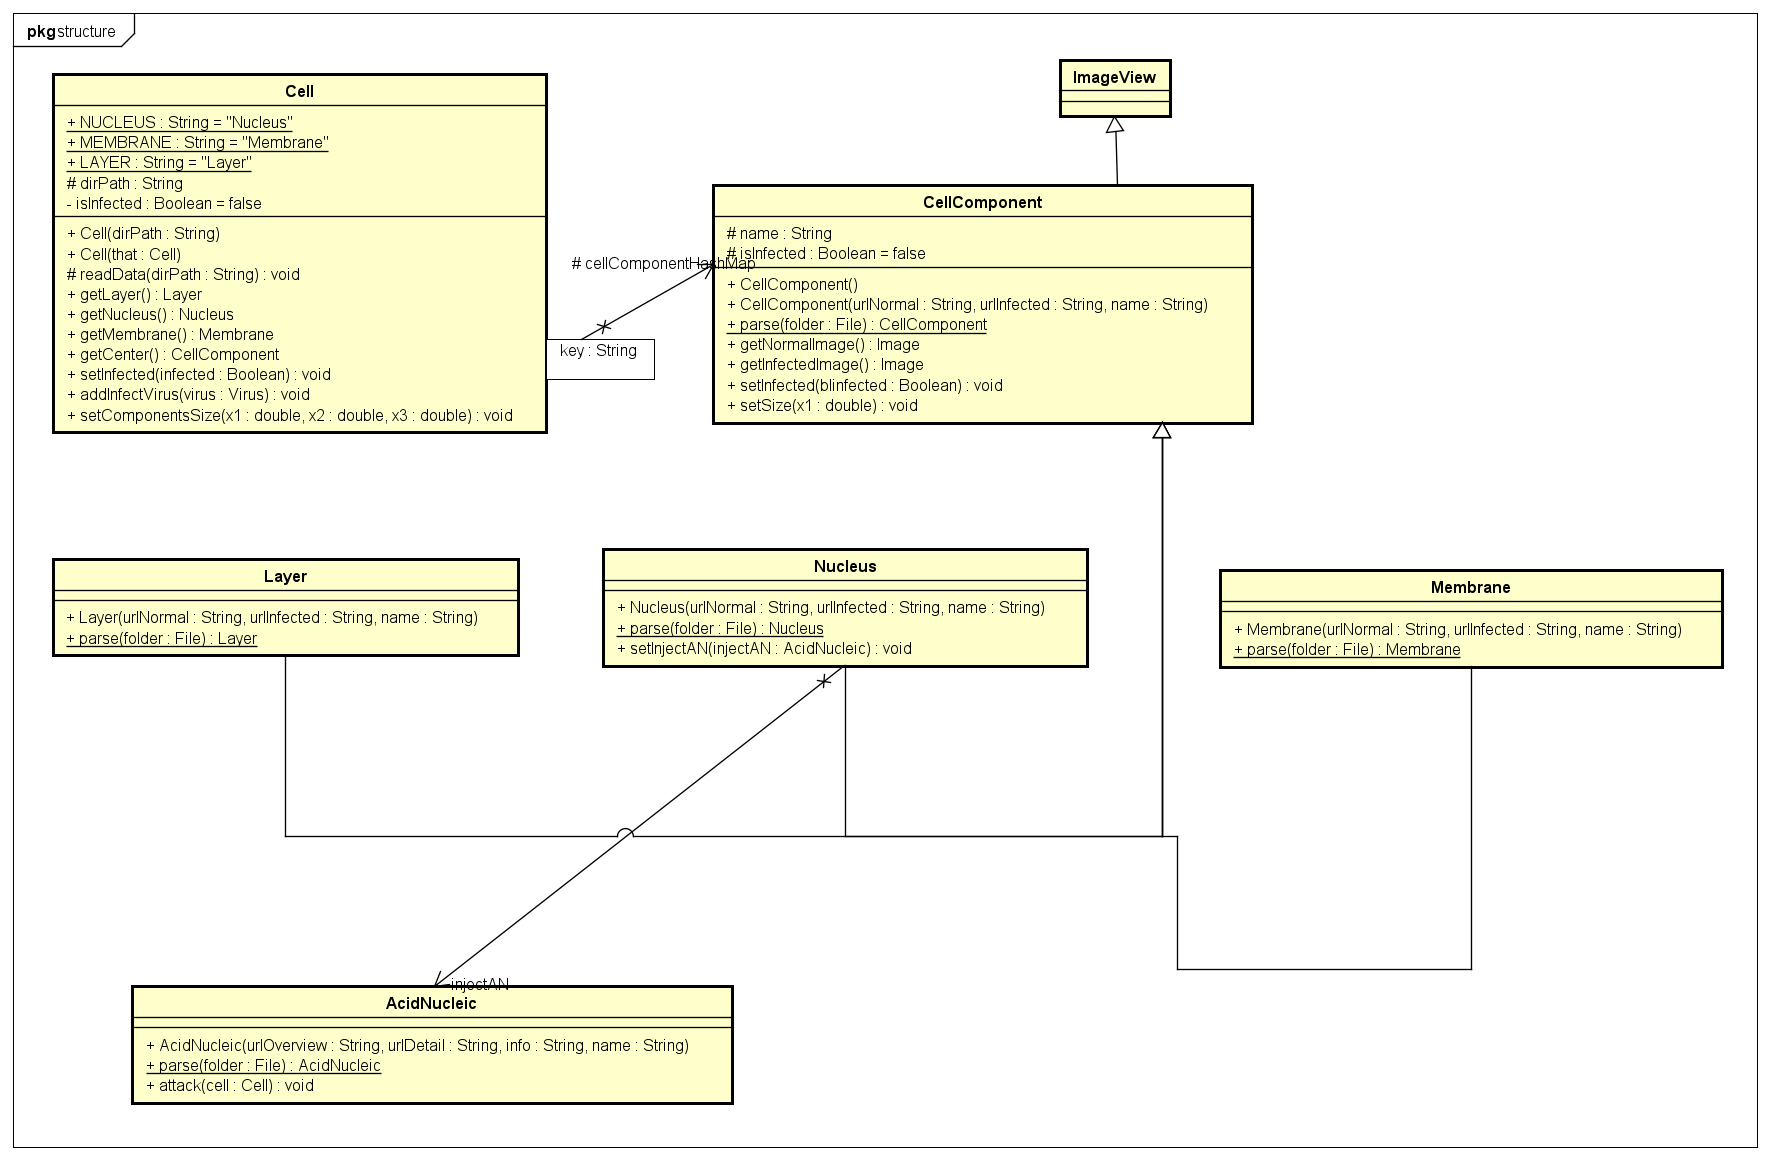 pkg structure
Cell
+ NUCLEUS : String = "Nucleus"
+ MEMBRANE : String = "Membrane"
+ LAYER : String = "Layer"
# dirPath : String
- isInfected : Boolean = false
+ Cell(dirPath : String)
+ Cell(that : Cell)
# readData(dirPath : String) : void
+ getLayer() : Layer
+ getNucleus() : Nucleus
+ getMembrane() : Membrane
+ getCenter() : CellComponent
+ setInfected(infected : Boolean) : void
+ addInfectVirus(virus : Virus) : void
+ setComponentsSize(x1 : double, x2 : double, x3 : double) : void
key : String
# cellComponentHashMap
ImageView
CellComponent
# name : String
# isInfected : Boolean = false
+ CellComponent()
+ CellComponent(urlNormal : String, urlInfected : String, name : String)
+ parse(folder : File) : CellComponent
+ getNormalImage() : Image
+ getInfectedImage() : Image
+ setInfected(blinfected : Boolean) : void
+ setSize(x1 : double) : void
Layer
+ Layer(urlNormal : String, urlInfected : String, name : String)
+ parse(folder : File) : Layer
Nucleus
+ Nucleus(urlNormal : String, urlInfected : String, name : String)
+ parse(folder : File) : Nucleus
+ setInjectAN(injectAN : AcidNucleic) : void
Membrane
+ Membrane(urlNormal : String, urlInfected : String, name : String)
+ parse(folder : File) : Membrane
-injectAN
AcidNucleic
+ AcidNucleic(urlOverview : String, urlDetail : String, info : String, name : String)
+ parse(folder : File) : AcidNucleic
+ attack(cell : Cell) : void